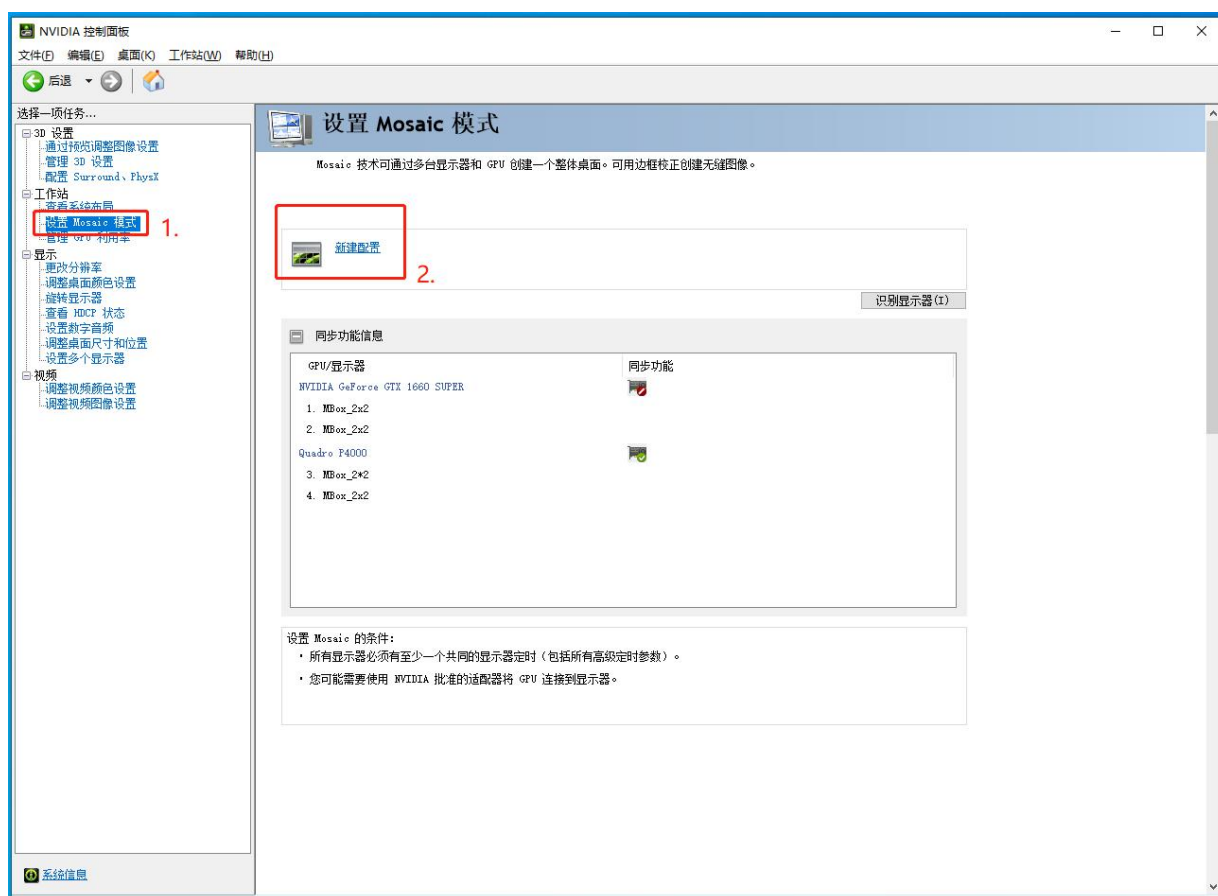 NVIDIA 控制面板
文件(F) 编辑(E) 桌面(K) 工作站(W) 帮助(H)
后退
选择一项任务...
3D 设置
通过预览调整图像设置
管理 3D 设置
配置 Surround、PhysX
工作站
查看系统布局
设置 Mosaic 模式
1.
管理 GPU 利用率
显示
更改分辨率
调整桌面颜色设置
旋转显示器
查看 HDCP 状态
设置数字音频
调整桌面尺寸和位置
设置多个显示器
视频
调整视频颜色设置
调整视频图像设置
系统信息
设置 Mosaic 模式
Mosaic 技术可通过多台显示器和 GPU 创建一个整体桌面。可用边框校正创建无缝图像。
新建配置
2.
识别显示器(I)
同步功能信息
GPU/显示器 同步功能
NVIDIA GeForce GTX 1660 SUPER
1. MBox_2x2
2. MBox_2x2
Quadro P4000
3. MBox_2*2
4. MBox_2x2
设置 Mosaic 的条件:
· 所有显示器必须有至少一个共同的显示器定时（包括所有高级定时参数）。
· 您可能需要使用 NVIDIA 批准的适配器将 GPU 连接到显示器。